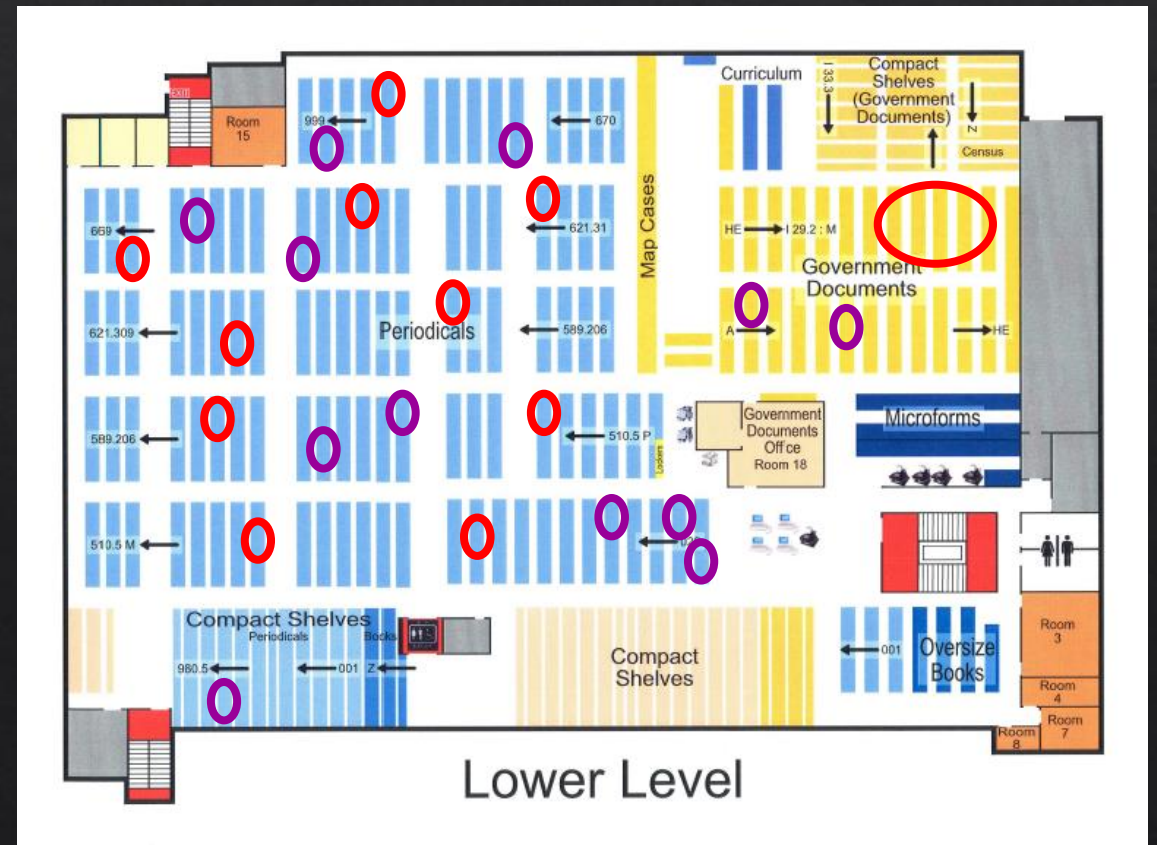 EXIT
Room
15
999
670
Curriculum
I 33.3
Compact
Shelves
(Government
Documents)
Z
Census
669
621.31
Map Cases
HE
I 29.2 : M
Government
Documents
621.309
Periodicals
589.206
A
HE
589.206
510.5 P
Lockers
Government
Documents
Off ce
Room 18
Microforms
510.5 M
Compact Shelves
Periodicals
Books
980.5
001
Z
Compact
Shelves
001
Oversize
Books
Room
3
Room
4
Room
7
Room
8
Lower Level